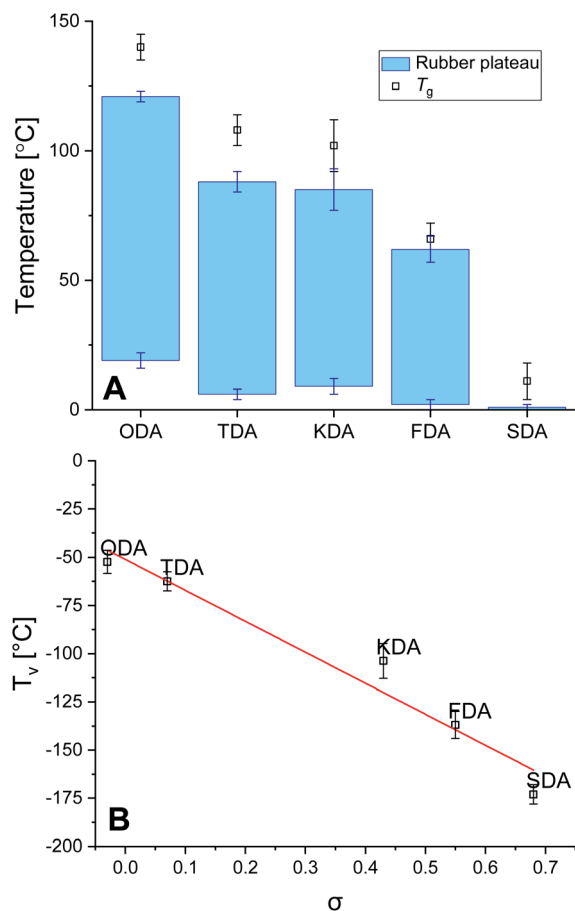 150
100
50
0
Temperature [°C]
Rubber plateau
Tg
A
ODA TDA KDA FDA SDA
0
-25
-50
-75
-100
-125
-150
-175
-200
Tv [°C]
ODA
TDA
KDA
FDA
SDA
B
0.0 0.1 0.2 0.3 0.4 0.5 0.6 0.7
σ